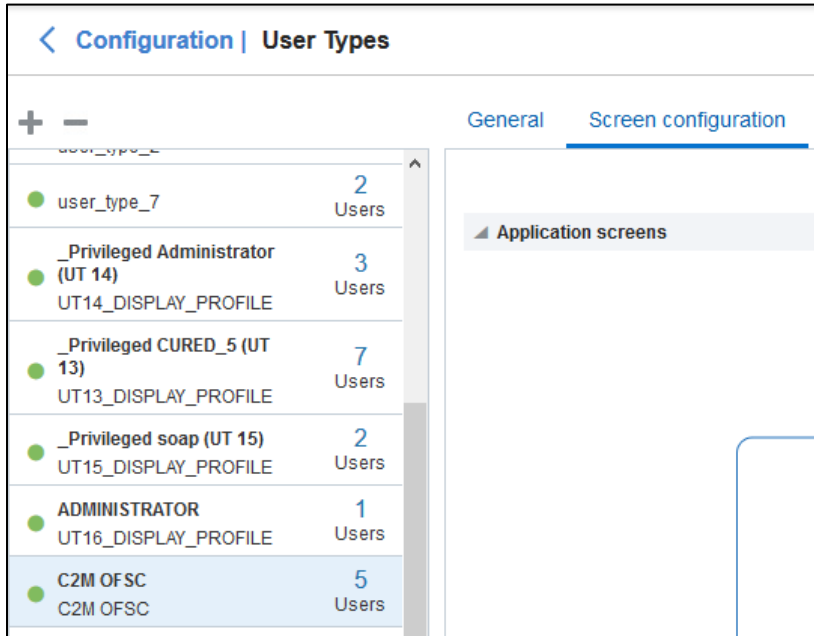 Configuration | User Types
General Screen configuration
user_type_2
user_type_7
2
Users
Application screens
_Privileged Administrator
(UT 14)
UT14_DISPLAY_PROFILE
3
Users
_Privileged CURED_5 (UT
13)
UT13_DISPLAY_PROFILE
7
Users
_Privileged soap (UT 15)
UT15_DISPLAY_PROFILE
2
Users
ADMINISTRATOR
UT16_DISPLAY_PROFILE
1
Users
C2M OFSC
C2M OFSC
5
Users